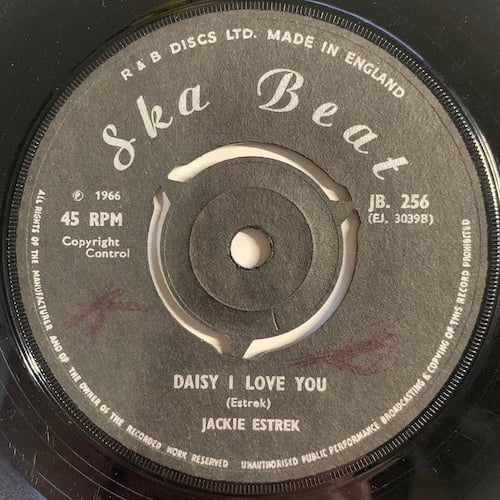 R & B DISCS LTD. MADE IN ENGLAND
Ska Beat
℗ 1966
45 RPM
Copyright
Control
JB. 256
(EJ. 3039B)
DAISY I LOVE YOU
(Estrek)
JACKIE ESTREK
ALL RIGHTS OF THE MANUFACTURER AND OF THE OWNER OF THE RECORDED WORK RESERVED
UNAUTHORISED PUBLIC PERFORMANCE BROADCASTING & COPYING OF THIS RECORD PROHIBITED